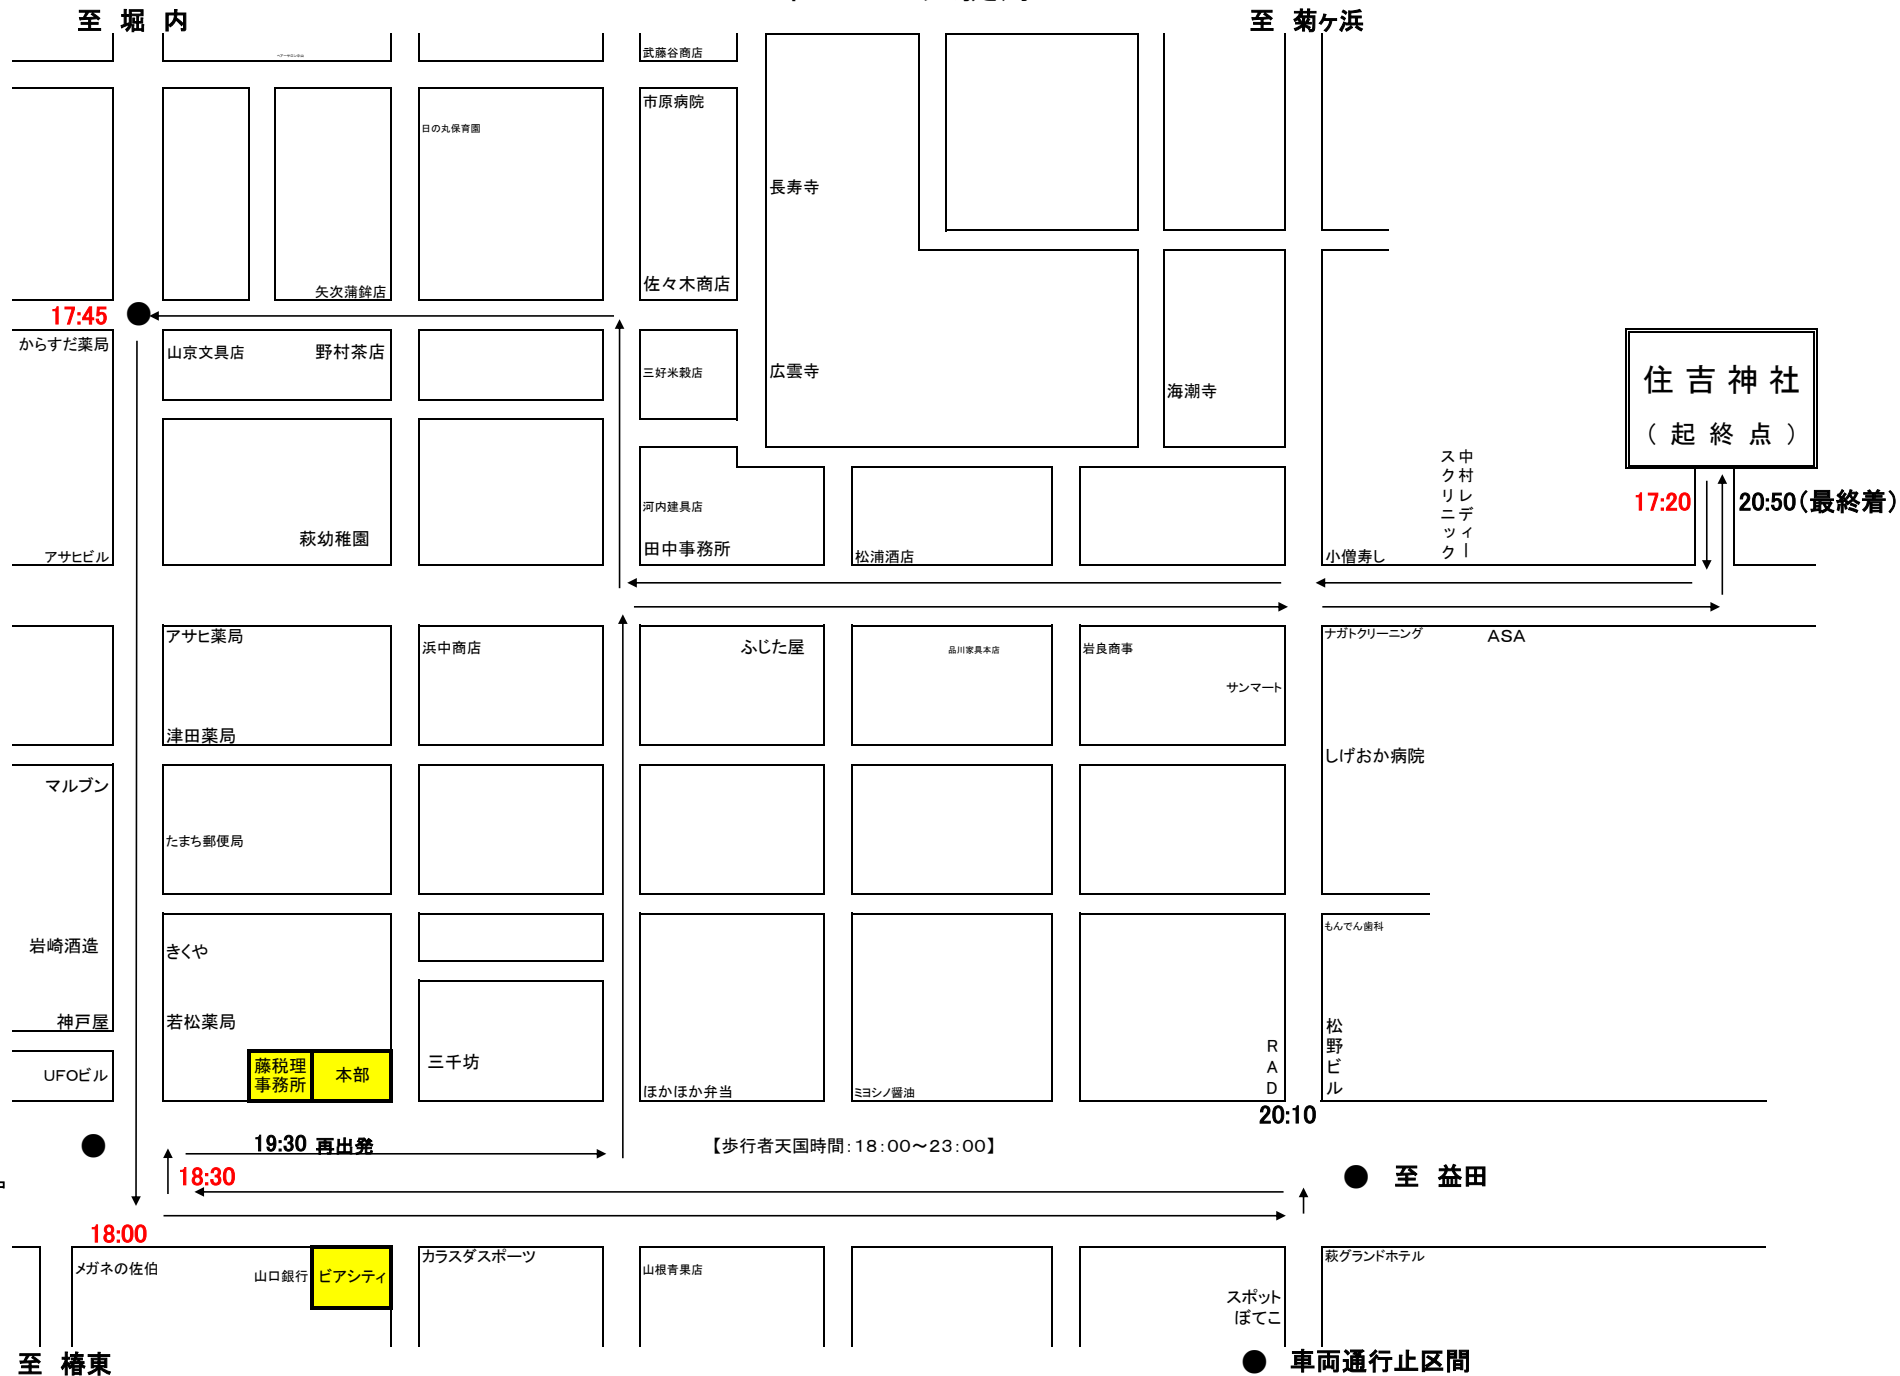 至 堀 内
至 菊ヶ浜
武藤谷商店
市原病院
日の丸保育園
長寿寺
佐々木商店
矢次蒲鉾店
17:45
からすだ薬局
山京文具店
野村茶店
三好米穀店
広雲寺
海潮寺
住吉神社
(起終点)
中村レディー
スクリニック
17:20
20:50(最終着)
河内建具店
萩幼稚園
田中事務所
アサヒビル
松浦酒店
小僧寿し
アサヒ薬局
浜中商店
ふじた屋
品川家具本店
岩良商事
サンマート
ナガトクリーニング
ASA
津田薬局
しげおか病院
マルブン
たまち郵便局
岩崎酒造
きくや
もんでん歯科
神戸屋
若松薬局
松野ビル
RAD
UFOビル
藤税理
事務所
本部
三千坊
ほかほか弁当
ミヨシノ醤油
20:10
19:30 再出発
【歩行者天国時間:18:00~23:00】
18:30
● 至 益田
18:00
メガネの佐伯
山口銀行
ビアシティ
カラスダスポーツ
山根青果店
萩グランドホテル
スポット
ぼてこ
至 椿東
● 車両通行止区間